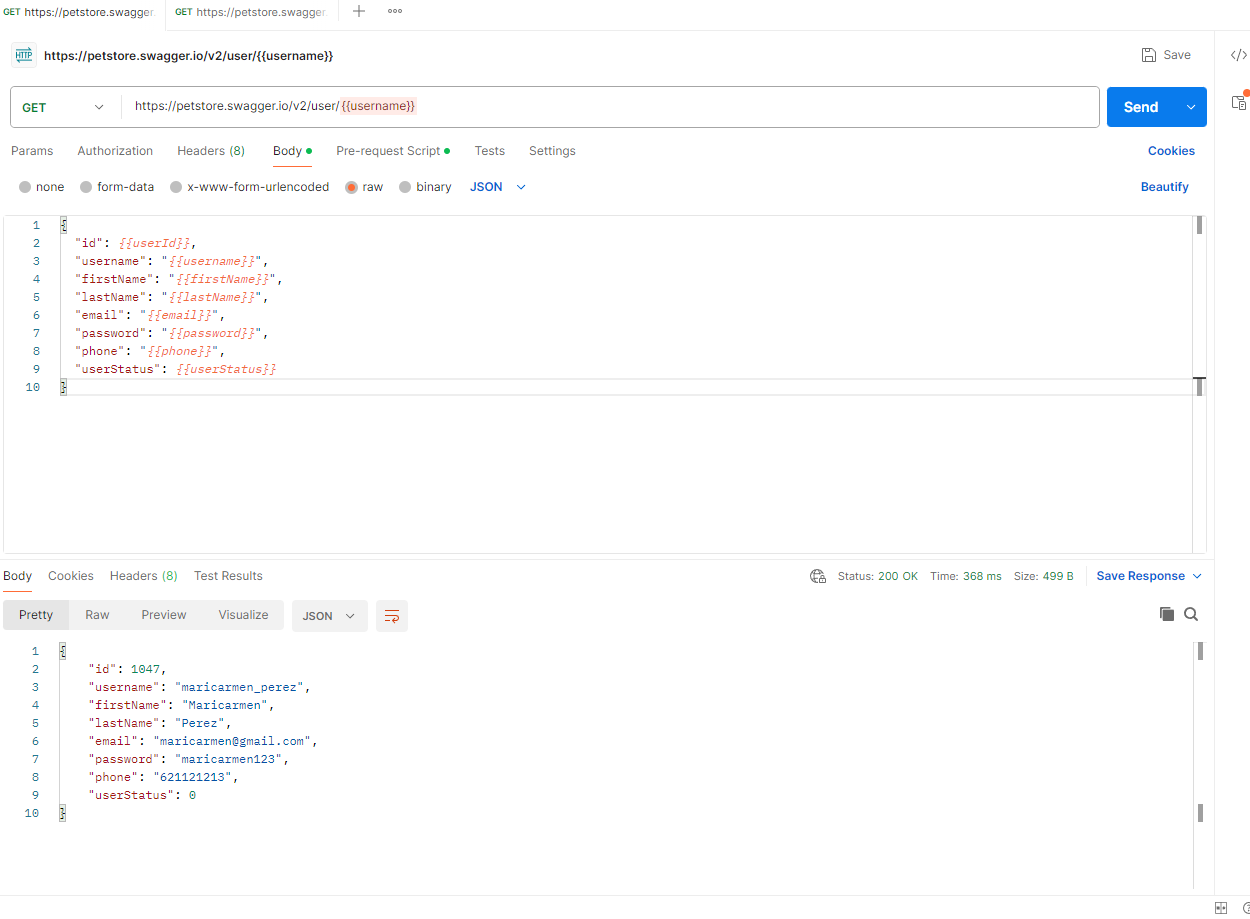 GET https://petstore.swagger. GET https://petstore.swagger
HTTP https://petstore.swagger.io/v2/user/{{username}} Save
GET https://petstore.swagger.io/v2/user/{{username}} Send
Params Authorization Headers (8) Body Pre-request Script Tests Settings Cookies
none form-data x-www-form-urlencoded raw binary JSON Beautify
1 {
2 "id": {{userId}},
3 "username": "{{username}}",
4 "firstName": "{{firstName}}",
5 "lastName": "{{lastName}}",
6 "email": "{{email}}",
7 "password": "{{password}}",
8 "phone": "{{phone}}",
9 "userStatus": {{userStatus}}
10 }
Body Cookies Headers (8) Test Results Status: 200 OK Time: 368 ms Size: 499 B Save Response
Pretty Raw Preview Visualize JSON
1 {
2 "id": 1047,
3 "username": "maricarmen_perez",
4 "firstName": "Maricarmen",
5 "lastName": "Perez",
6 "email": "maricarmen@gmail.com",
7 "password": "maricarmen123",
8 "phone": "621121213",
9 "userStatus": 0
10 }